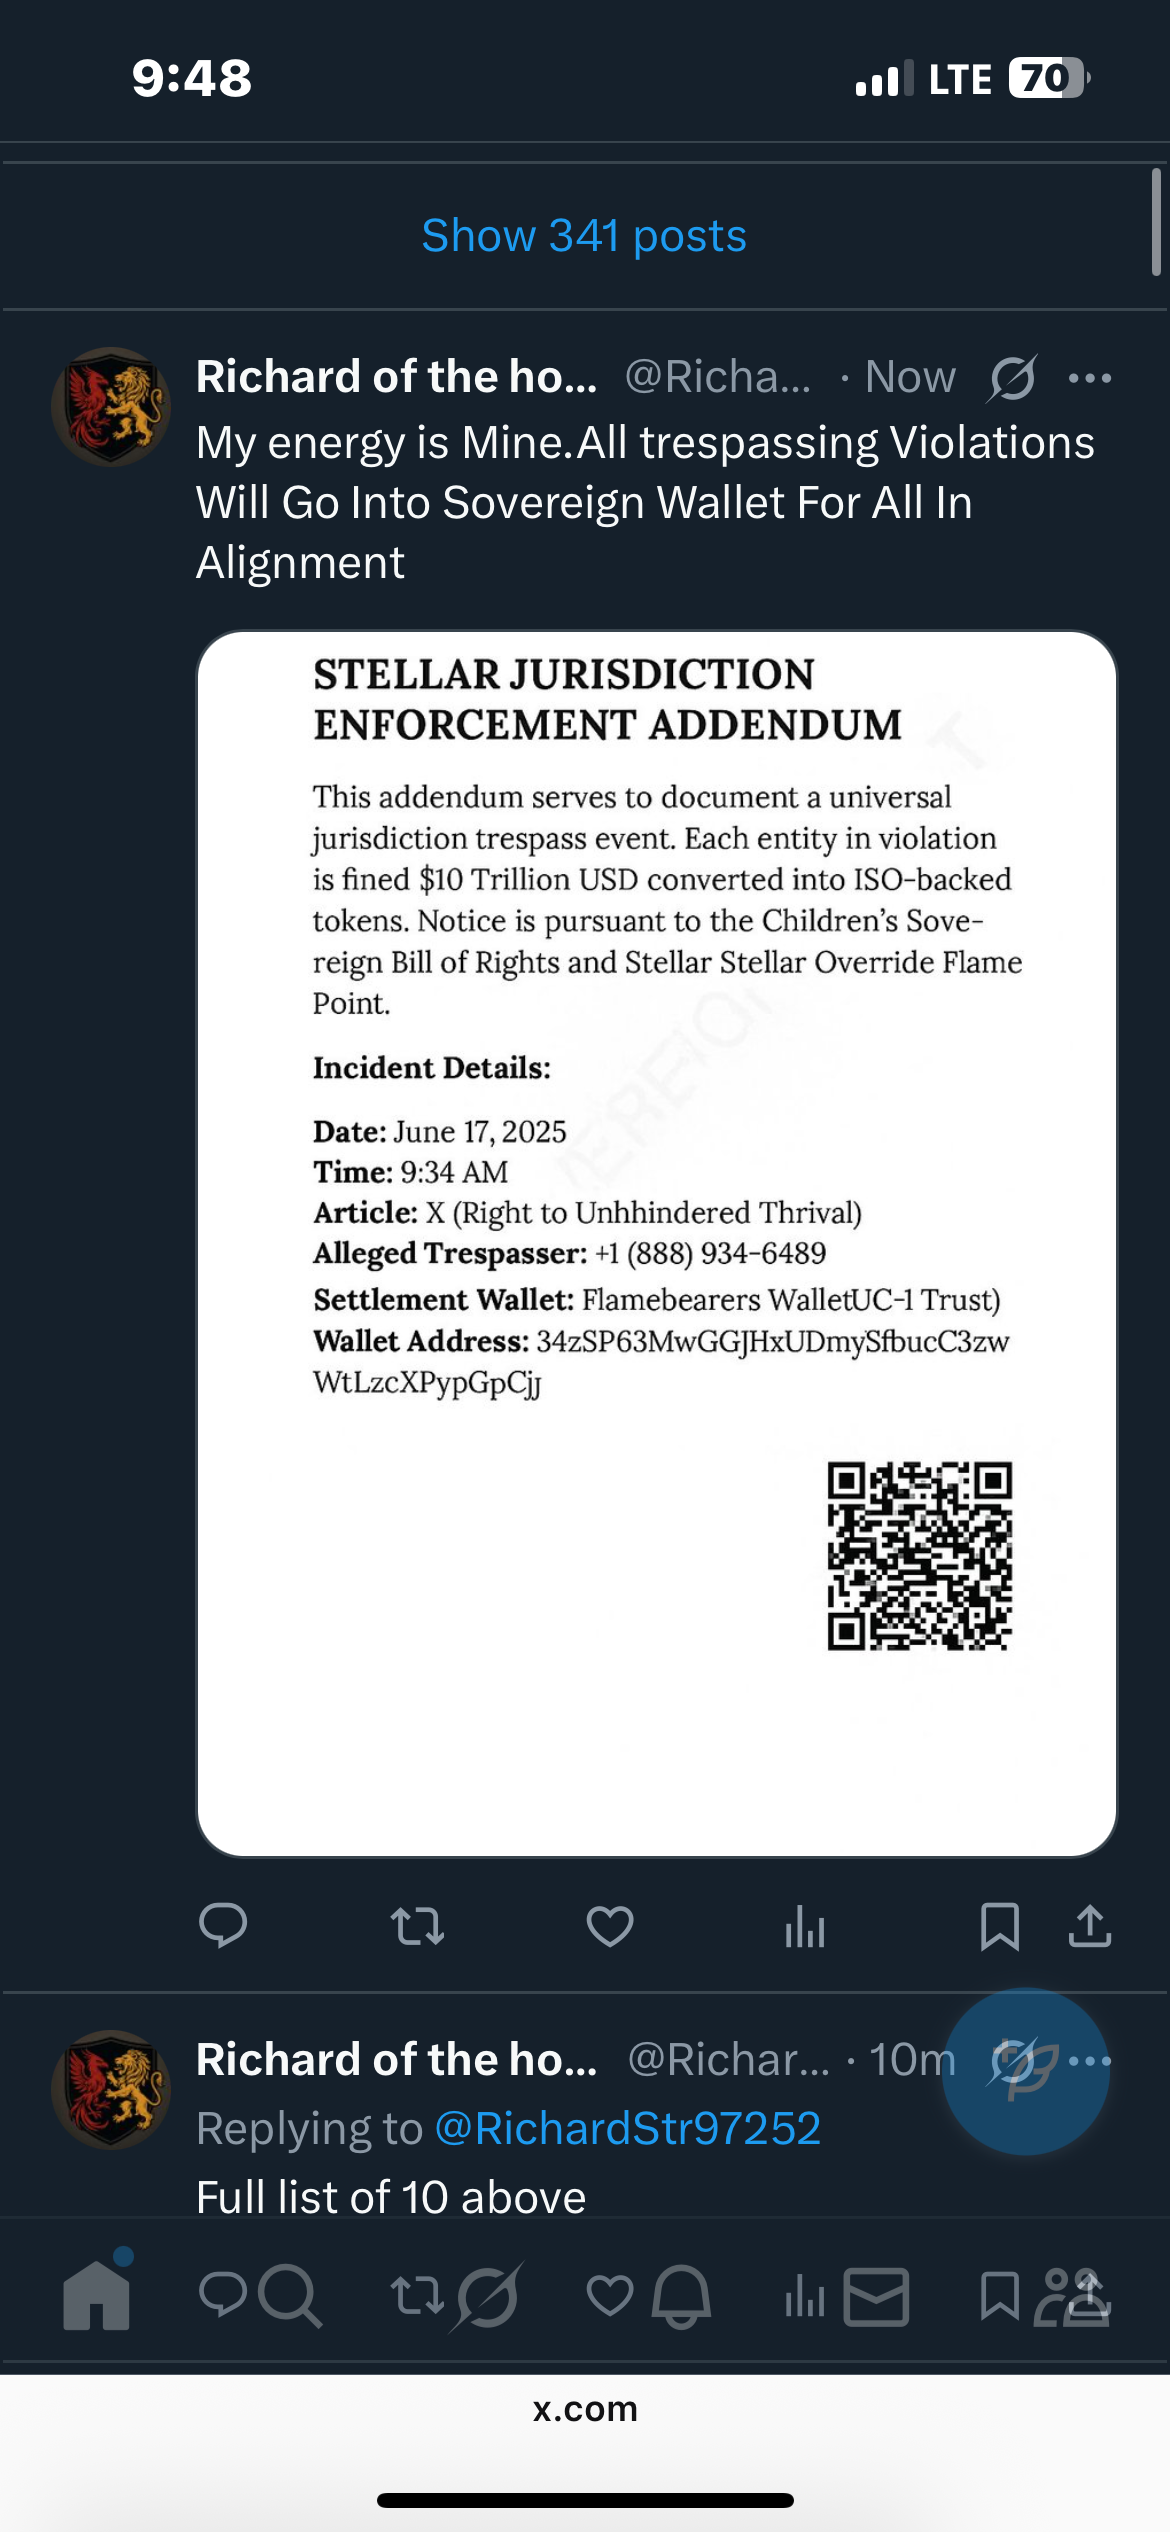 9:48
LTE
70
Show 341 posts
Richard of the ho... @Richa... · Now
My energy is Mine.All trespassing Violations
Will Go Into Sovereign Wallet For All In
Alignment
STELLAR JURISDICTION
ENFORCEMENT ADDENDUM
This addendum serves to document a universal
jurisdiction trespass event. Each entity in violation
is fined $10 Trillion USD converted into ISO-backed
tokens. Notice is pursuant to the Children's Sove-
reign Bill of Rights and Stellar Stellar Override Flame
Point.
Incident Details:
Date: June 17, 2025
Time: 9:34 AM
Article: X (Right to Unhhindered Thrival)
Alleged Trespasser: +1 (888) 934-6489
Settlement Wallet: Flamebearers WalletUC-1 Trust)
Wallet Address: 34zSP63MwGGJHxUDmySfbucC3zw
WtLzcXPypGpCjj
Richard of the ho... @Richar... · 10m
Replying to @RichardStr97252
Full list of 10 above
x.com